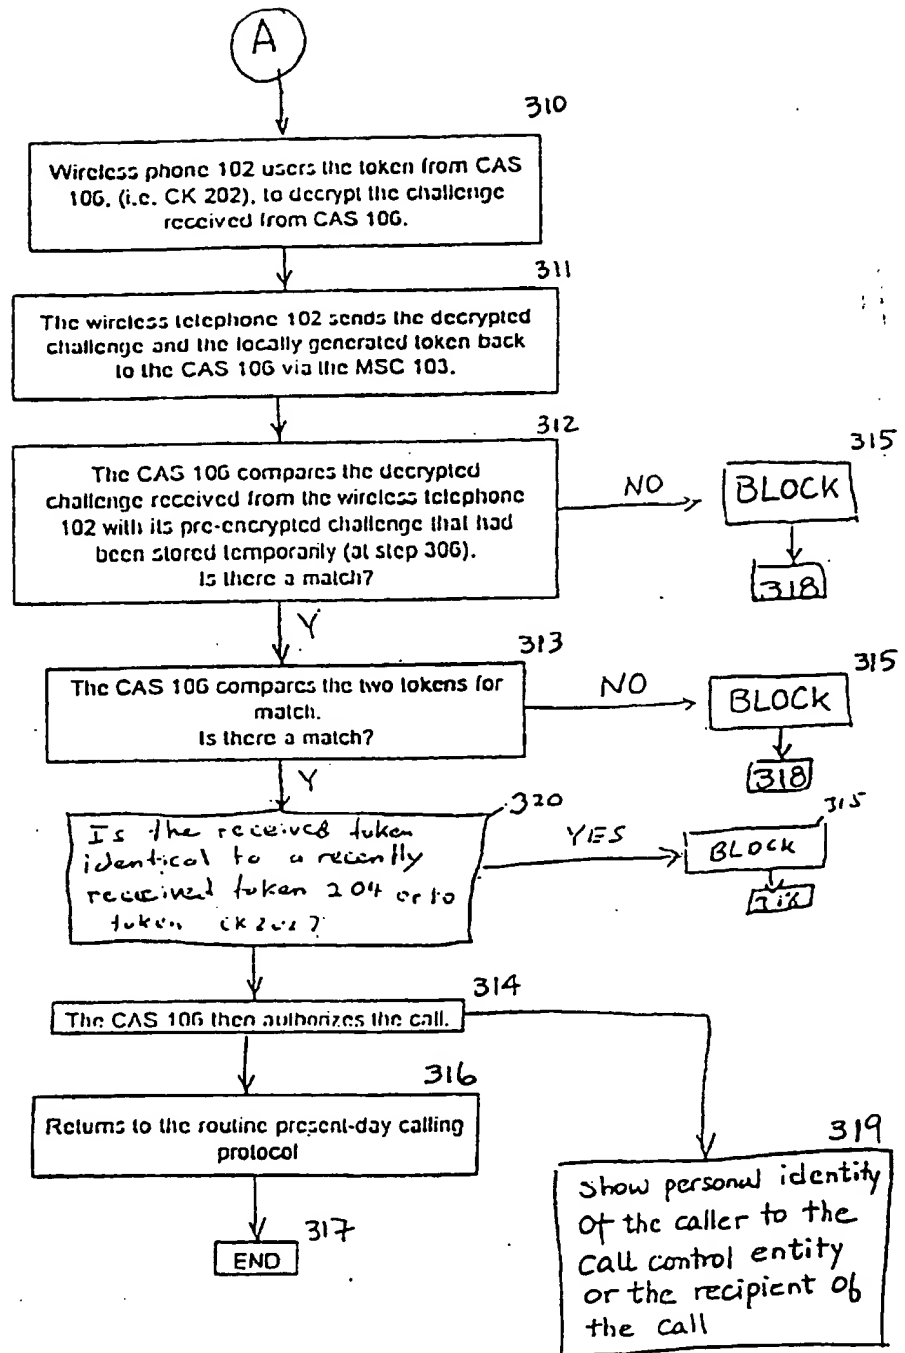 A
310
Wireless phone 102 users the token from CAS
106, (i.e. CK 202), to decrypt the challenge
received from CAS 106.
311
The wireless telephone 102 sends the decrypted
challenge and the locally generated token back
to the CAS 106 via the MSC 103.
312
The CAS 106 compares the decrypted
challenge received from the wireless telephone
102 with its pre-encrypted challenge that had
been stored temporarily (at step 306).
Is there a match?
NO
315
BLOCK
318
Y
313
The CAS 106 compares the two tokens for
match.
Is there a match?
NO
315
BLOCK
318
Y
320
Is the received token
identical to a recently
received token 204 or to
token
YES
315
BLOCK
314
The CAS 106 then authorizes the call.
316
Returns to the routine present-day calling
protocol
317
END
319
Show personal identity
of the caller to the
Call control entity
or the recipient of
the call